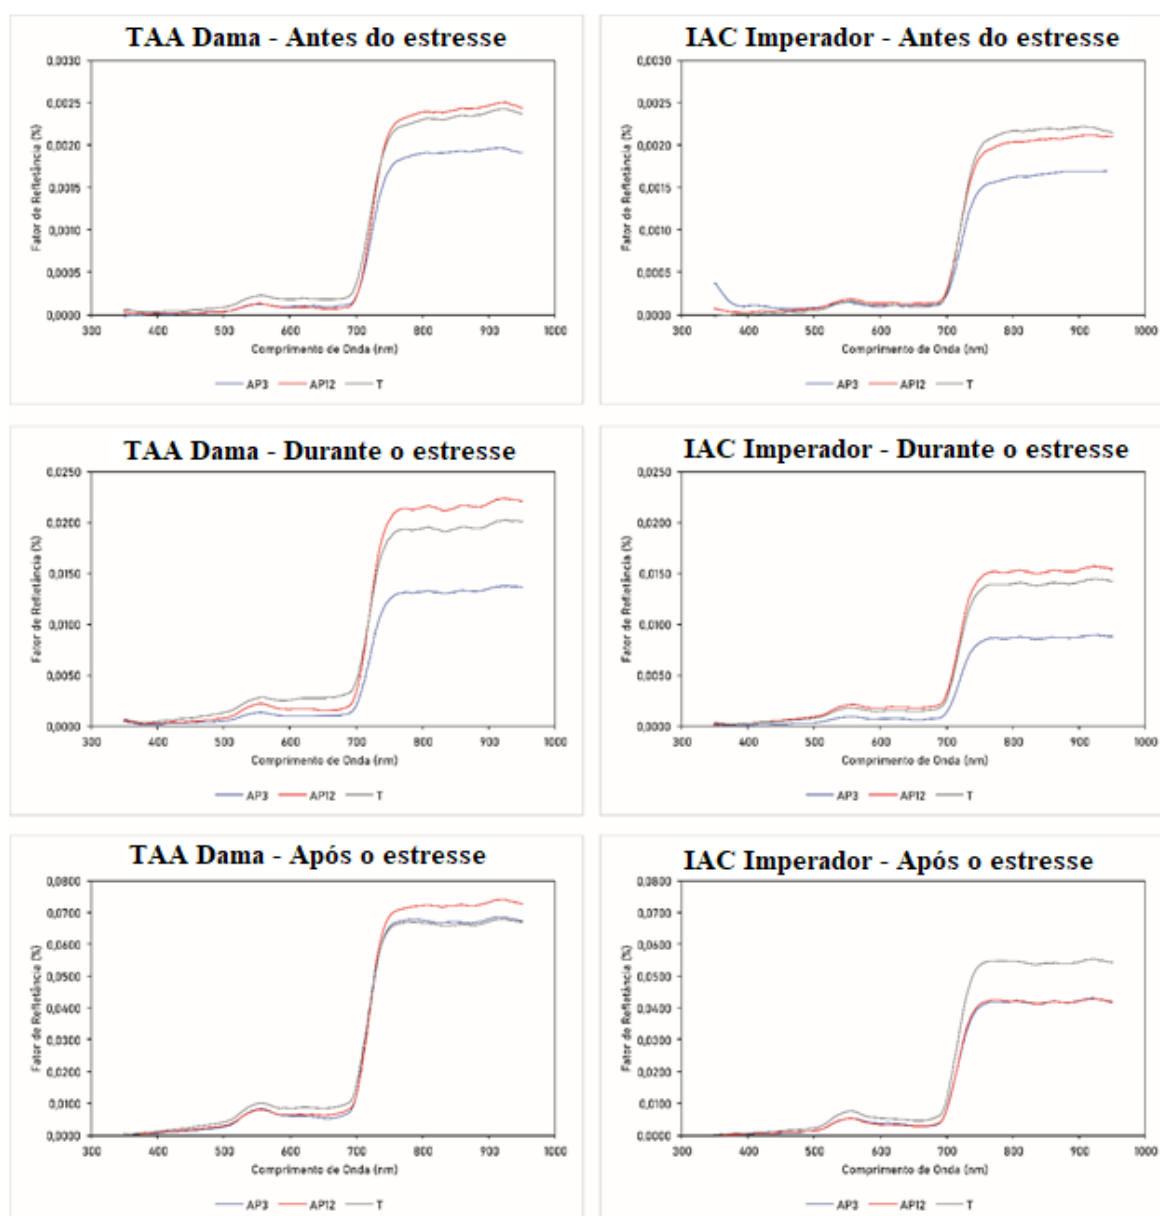 TAA Dama - Antes do estresse
0,0030
0,0025
0,0020
0,0015
0,0010
0,0005
0,0000
Fator de Refletância (%)
300 400 500 600 700 800 900 1000
Comprimento de Onda (nm)
AP3 AP12 T
IAC Imperador - Antes do estresse
0,0030
0,0025
0,0020
0,0015
0,0010
0,0005
0,0000
Fator de Refletância (%)
300 400 500 600 700 800 900 1000
Comprimento de Onda (nm)
AP3 AP12 T
TAA Dama - Durante o estresse
0,0250
0,0200
0,0150
0,0100
0,0050
0,0000
Fator de Refletância (%)
300 400 500 600 700 800 900 1000
Comprimento de Onda (nm)
AP3 AP12 T
IAC Imperador - Durante o estresse
0,0250
0,0200
0,0150
0,0100
0,0050
0,0000
Fator de Refletância (%)
300 400 500 600 700 800 900 1000
Comprimento de Onda (nm)
AP3 AP12 T
TAA Dama - Após o estresse
0,0800
0,0700
0,0600
0,0500
0,0400
0,0300
0,0200
0,0100
0,0000
Fator de Refletância (%)
300 400 500 600 700 800 900 1000
Comprimento de Onda (nm)
AP3 AP12 T
IAC Imperador - Após o estresse
0,0800
0,0700
0,0600
0,0500
0,0400
0,0300
0,0200
0,0100
0,0000
Fator de Refletância (%)
300 400 500 600 700 800 900 1000
Comprimento de Onda (nm)
AP3 AP12 T